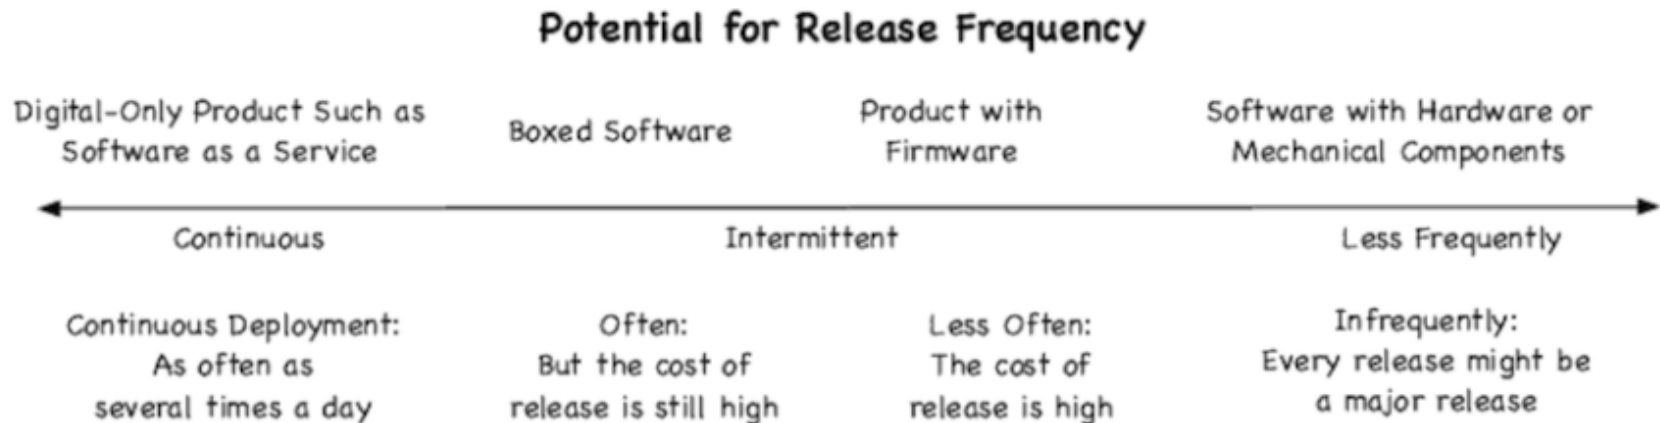 Potential for Release Frequency
Digital-Only Product Such as
Software as a Service
Boxed Software
Product with
Firmware
Software with Hardware or
Mechanical Components
Continuous
Intermittent
Less Frequently
Continuous Deployment:
As often as
several times a day
Often:
But the cost of
release is still high
Less Often:
The cost of
release is high
Infrequently:
Every release might be
a major release